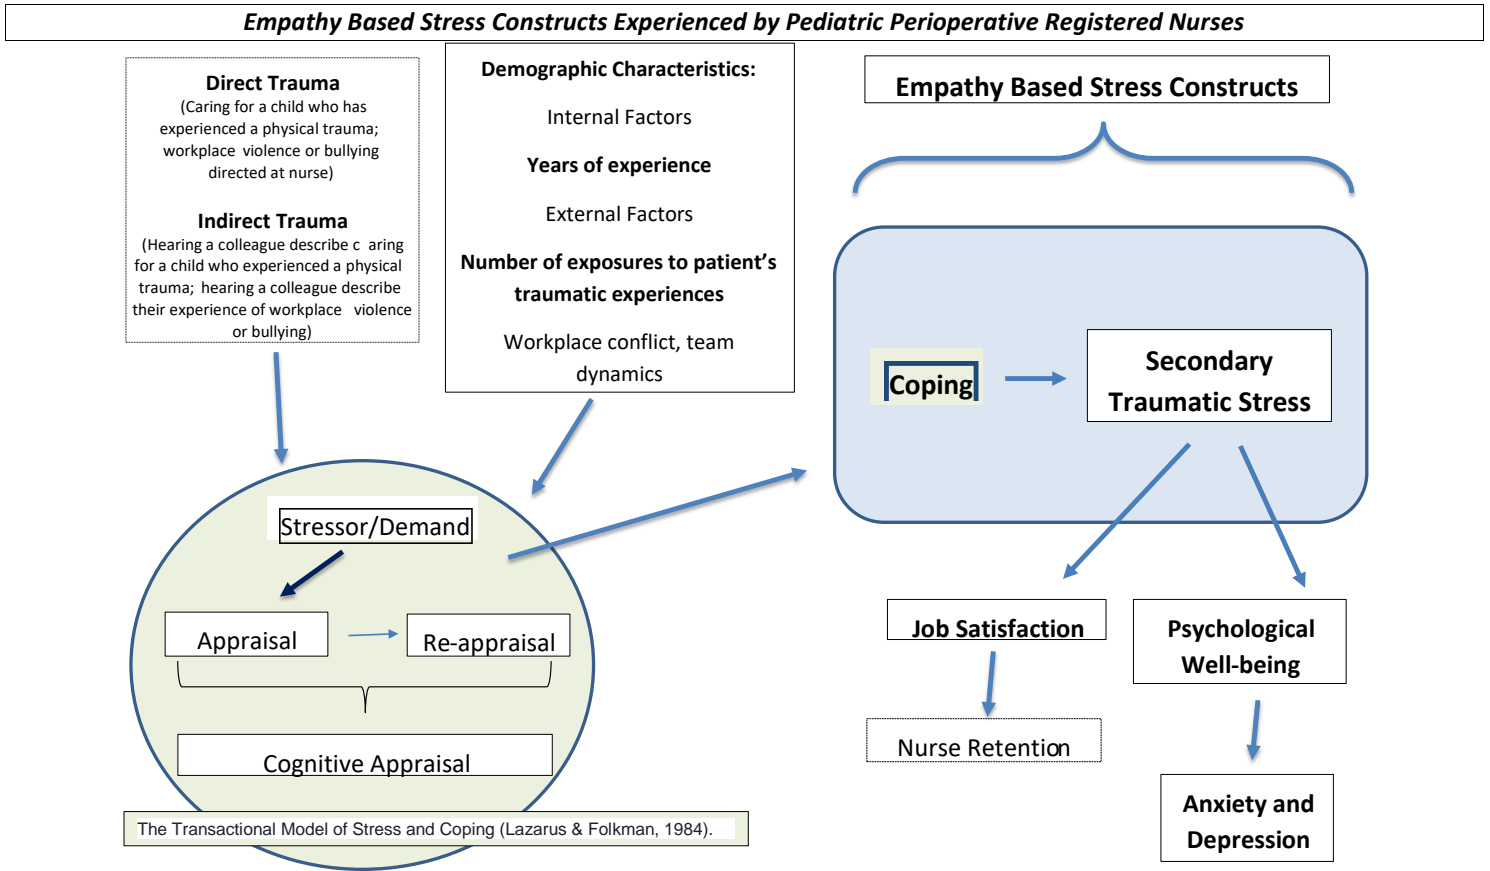 Empathy Based Stress Constructs Experienced by Pediatric Perioperative Registered Nurses
Direct Trauma
(Caring for a child who has
experienced a physical trauma;
workplace violence or bullying
directed at nurse)
Indirect Trauma
(Hearing a colleague describe c aring
for a child who experienced a physical
trauma; hearing a colleague describe
their experience of workplace violence
or bullying)
Demographic Characteristics:
Internal Factors
Years of experience
External Factors
Number of exposures to patient’s
traumatic experiences
Workplace conflict, team
dynamics
Empathy Based Stress Constructs
Coping
Secondary
Traumatic Stress
Stressor/Demand
Appraisal
Re-appraisal
Cognitive Appraisal
The Transactional Model of Stress and Coping (Lazarus & Folkman, 1984).
Job Satisfaction
Nurse Retention
Psychological
Well-being
Anxiety and
Depression